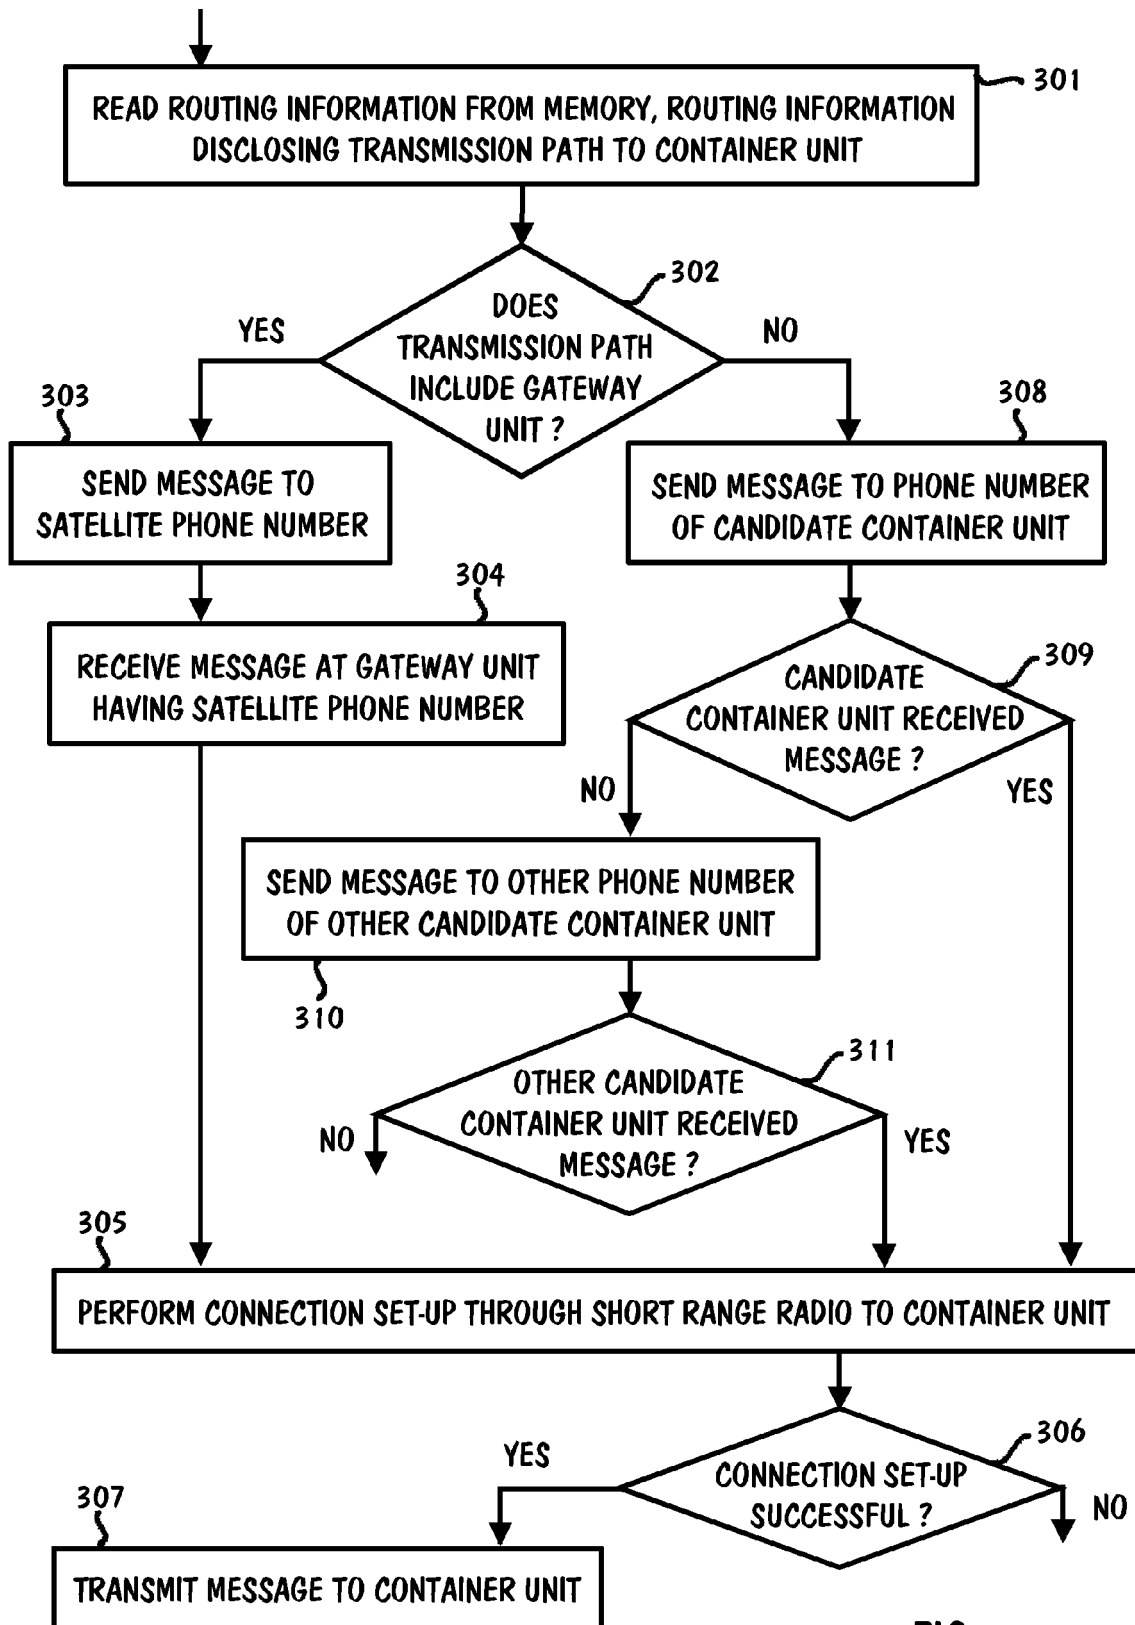 301
READ ROUTING INFORMATION FROM MEMORY, ROUTING INFORMATION
DISCLOSING TRANSMISSION PATH TO CONTAINER UNIT
302
DOES
TRANSMISSION PATH
INCLUDE GATEWAY
UNIT ?
YES
NO
303
SEND MESSAGE TO
SATELLITE PHONE NUMBER
308
SEND MESSAGE TO PHONE NUMBER
OF CANDIDATE CONTAINER UNIT
304
RECEIVE MESSAGE AT GATEWAY UNIT
HAVING SATELLITE PHONE NUMBER
309
CANDIDATE
CONTAINER UNIT RECEIVED
MESSAGE ?
NO
YES
SEND MESSAGE TO OTHER PHONE NUMBER
OF OTHER CANDIDATE CONTAINER UNIT
310
311
OTHER CANDIDATE
CONTAINER UNIT RECEIVED
MESSAGE ?
NO
YES
305
PERFORM CONNECTION SET-UP THROUGH SHORT RANGE RADIO TO CONTAINER UNIT
306
CONNECTION SET-UP
SUCCESSFUL ?
YES
NO
307
TRANSMIT MESSAGE TO CONTAINER UNIT